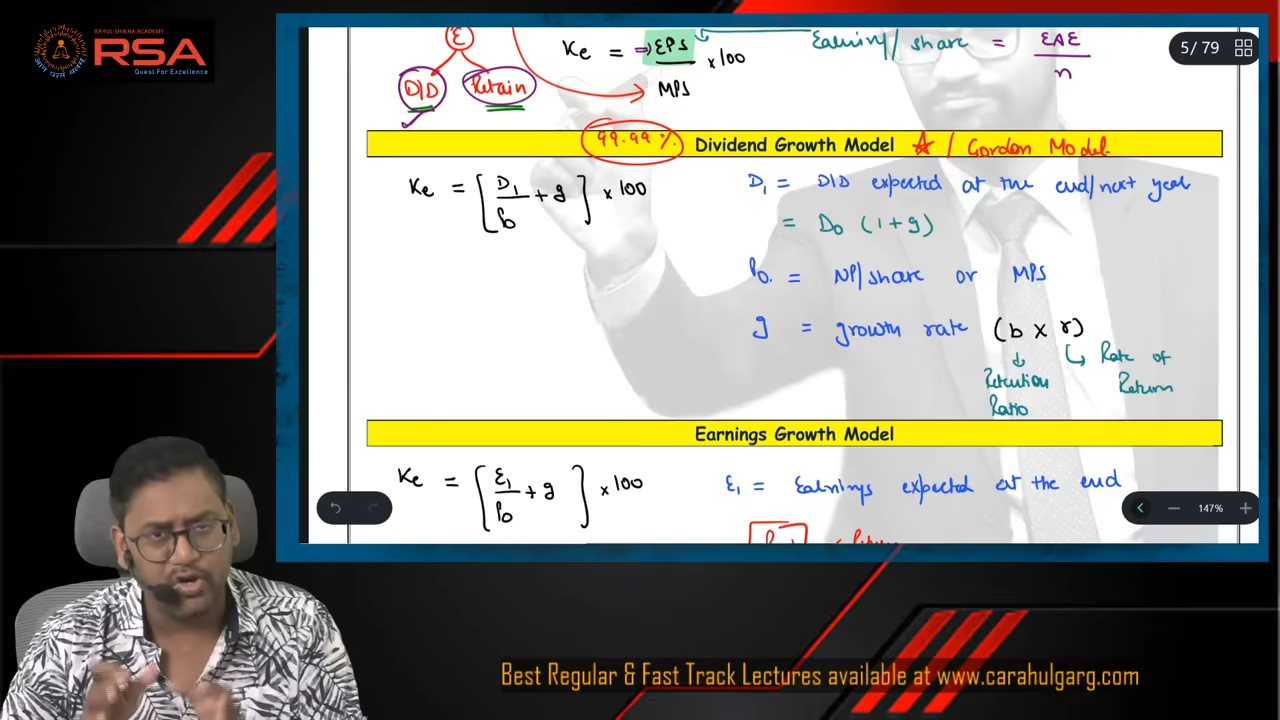 RAHUL SHIKHA ACADEMY
RSA
Quest For Excellence
E
D/D
Retain
Ke = EPS / MPS × 100
Earning/share = EAE / n
5 / 79
99.99 %
Dividend Growth Model ☆ / Gordon Model
Ke = [D1/P0 + g] × 100
D1 = D/D expected at the end/next year
= D0 (1+g)
P0 = NP/share or MPS
g = growth rate (b × r)
Retention Ratio
Rate of Return
Earnings Growth Model
Ke = [E1/P0 + g] × 100
E1 = Earnings expected at the end
147%
Best Regular & Fast Track Lectures available at www.carahulgarg.com